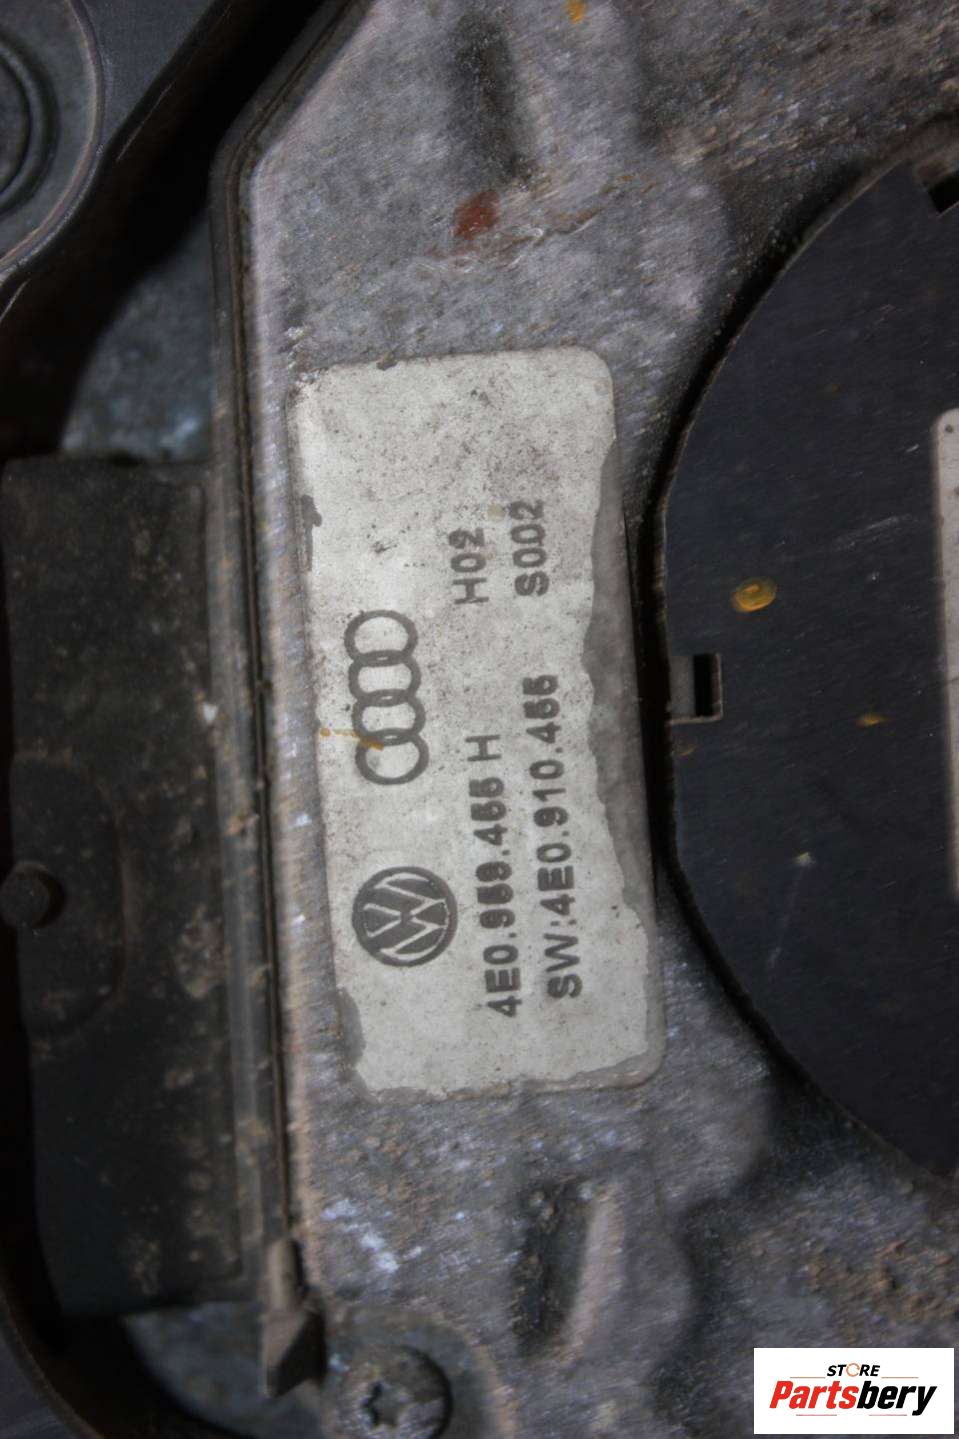 4E0.959.455 H H02
SW:4E0.910.455 S002
STORE
Partsbery